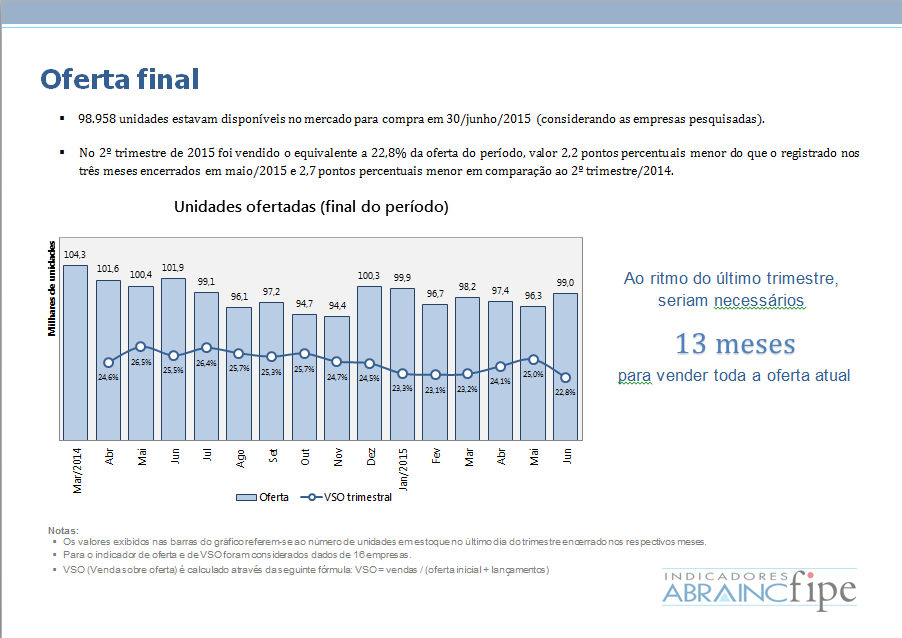 Oferta final
▪ 98.958 unidades estavam disponíveis no mercado para compra em 30/junho/2015 (considerando as empresas pesquisadas).
▪ No 2º trimestre de 2015 foi vendido o equivalente a 22,8% da oferta do período, valor 2,2 pontos percentuais menor do que o registrado nos
três meses encerrados em maio/2015 e 2,7 pontos percentuais menor em comparação ao 2º trimestre/2014.
Unidades ofertadas (final do período)
Milhares de unidades
104,3 101,6 100,4 101,9 99,1 96,1 97,2 94,7 94,4 100,3 99,9 96,7 98,2 97,4 96,3 99,0
24,6% 26,5% 25,5% 26,4% 25,7% 25,3% 25,7% 24,7% 24,5% 23,3% 23,1% 23,2% 24,1% 25,0% 22,8%
Mar/2014 Abr Mai Jun Jul Ago Set Out Nov Dez Jan/2015 Fev Mar Abr Mai Jun
Oferta VSO trimestral
Ao ritmo do último trimestre,
seriam necessários
13 meses
para vender toda a oferta atual
Notas:
▪ Os valores exibidos nas barras do gráfico referem-se ao número de unidades em estoque no último dia do trimestre encerrado nos respectivos meses.
▪ Para o indicador de oferta e de VSO foram considerados dados de 16 empresas.
▪ VSO (Venda sobre oferta) é calculado através da seguinte fórmula: VSO = vendas / (oferta inicial + lançamentos)
INDICADORES
ABRAINC fipe